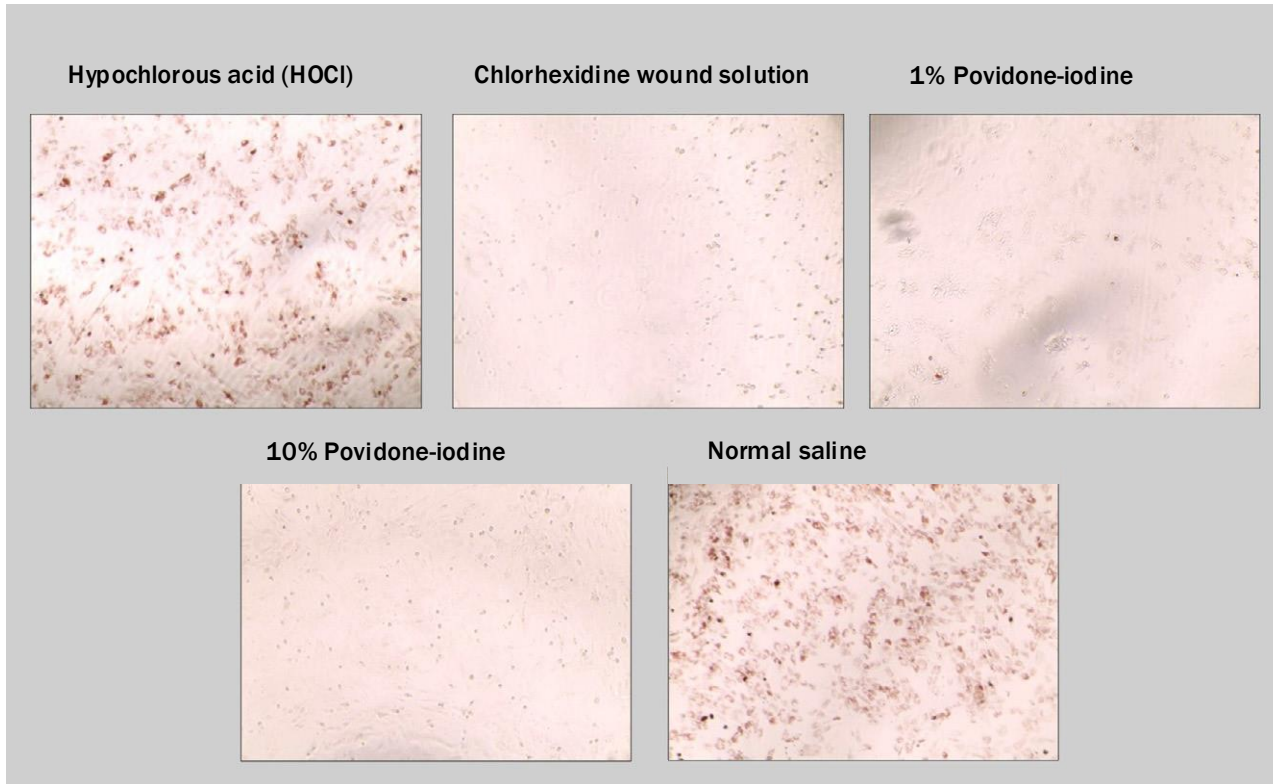 Hypochlorous acid (HOCl)
Chlorhexidine wound solution
1% Povidone-iodine
10% Povidone-iodine
Normal saline